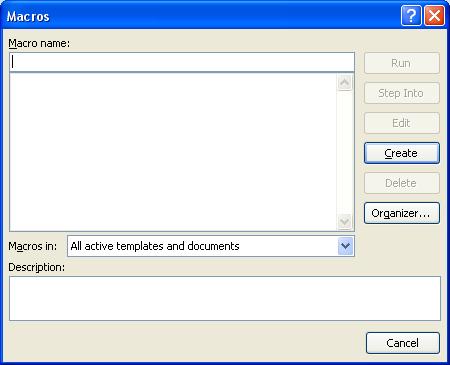 Macros
Macro name:
Run
Step Into
Edit
Create
Delete
Organizer...
Macros in: All active templates and documents
Description:
Cancel